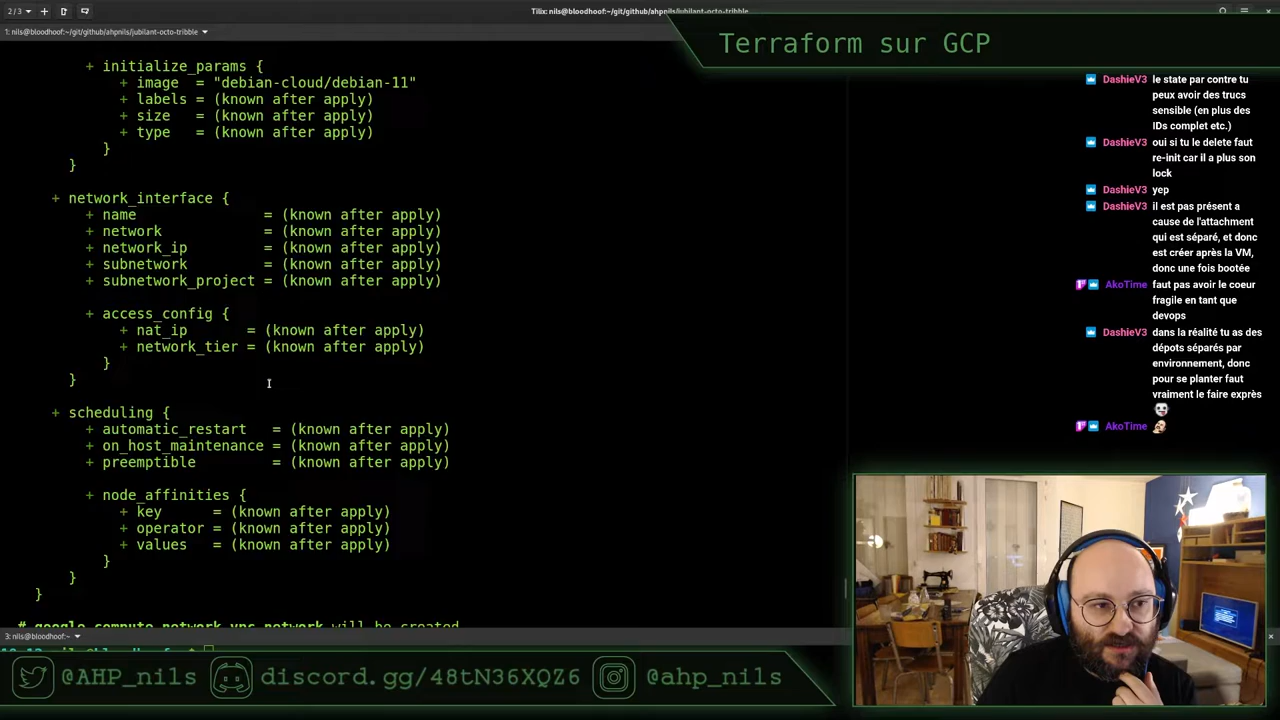 2/3
Tilix: nils@bloodhoof:~/git/github/ahpnils/jubilant-octo-tribble
1: nils@bloodhoof:~/git/github/ahpnils/jubilant-octo-tribble
Terraform sur GCP
+ initialize_params {
+ image = "debian-cloud/debian-11"
+ labels = (known after apply)
+ size = (known after apply)
+ type = (known after apply)
}
}
+ network_interface {
+ name = (known after apply)
+ network = (known after apply)
+ network_ip = (known after apply)
+ subnetwork = (known after apply)
+ subnetwork_project = (known after apply)
+ access_config {
+ nat_ip = (known after apply)
+ network_tier = (known after apply)
}
}
+ scheduling {
+ automatic_restart = (known after apply)
+ on_host_maintenance = (known after apply)
+ preemptible = (known after apply)
+ node_affinities {
+ key = (known after apply)
+ operator = (known after apply)
+ values = (known after apply)
}
}
}
# google_compute_network.vpc_network will be created
3: nils@bloodhoof:~
DashieV3 le state par contre tu
peux avoir des trucs
sensible (en plus des
IDs complet etc.)
DashieV3 oui si tu le delete faut
re-init car il a plus son
lock
DashieV3 yep
DashieV3 il est pas présent a
cause de l'attachment
qui est séparé, et donc
est créer après la VM,
donc une fois bootée
AkoTime faut pas avoir le coeur
fragile en tant que
devops
DashieV3 dans la réalité tu as des
dépots séparés par
environnement, donc
pour se planter faut
vraiment le faire exprès
AkoTime
@AHP_nils
discord.gg/48tN36XQZ6
@ahp_nils